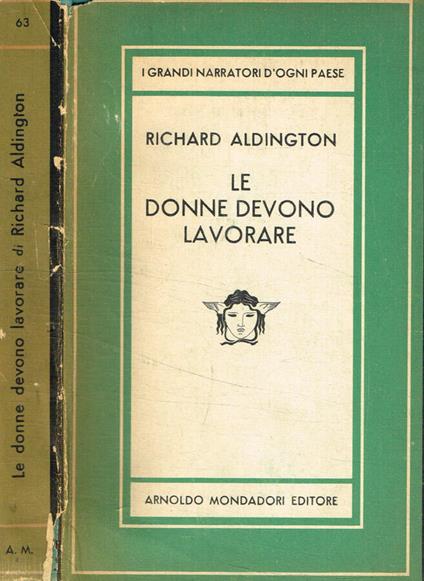 63
Le donne devono lavorare di Richard Aldington
A. M.
I GRANDI NARRATORI D'OGNI PAESE
RICHARD ALDINGTON
LE
DONNE DEVONO
LAVORARE
ARNOLDO MONDADORI EDITORE